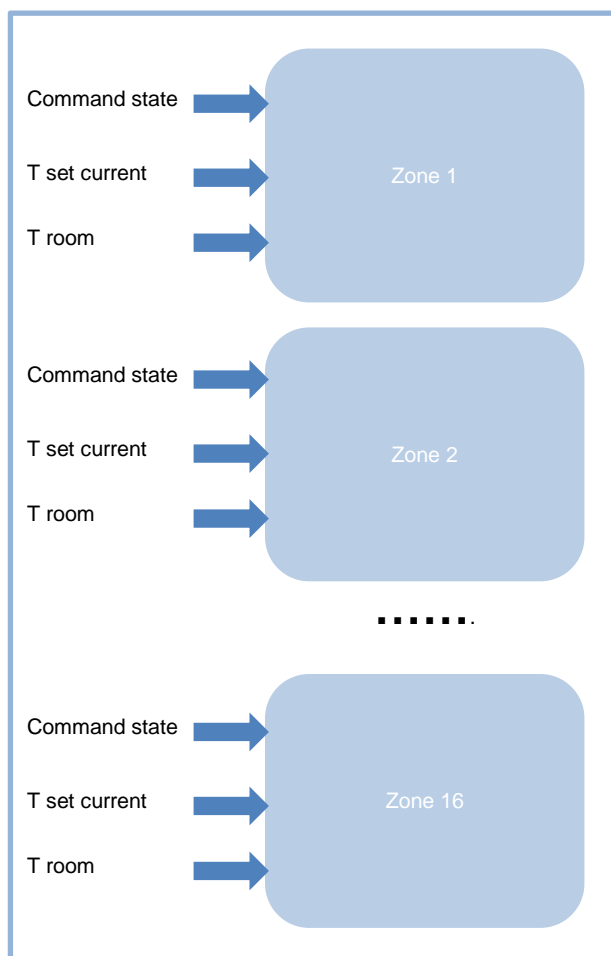 Command state
T set current
Zone 1
T room
Command state
T set current
Zone 2
T room
.......
Command state
T set current
Zone 16
T room